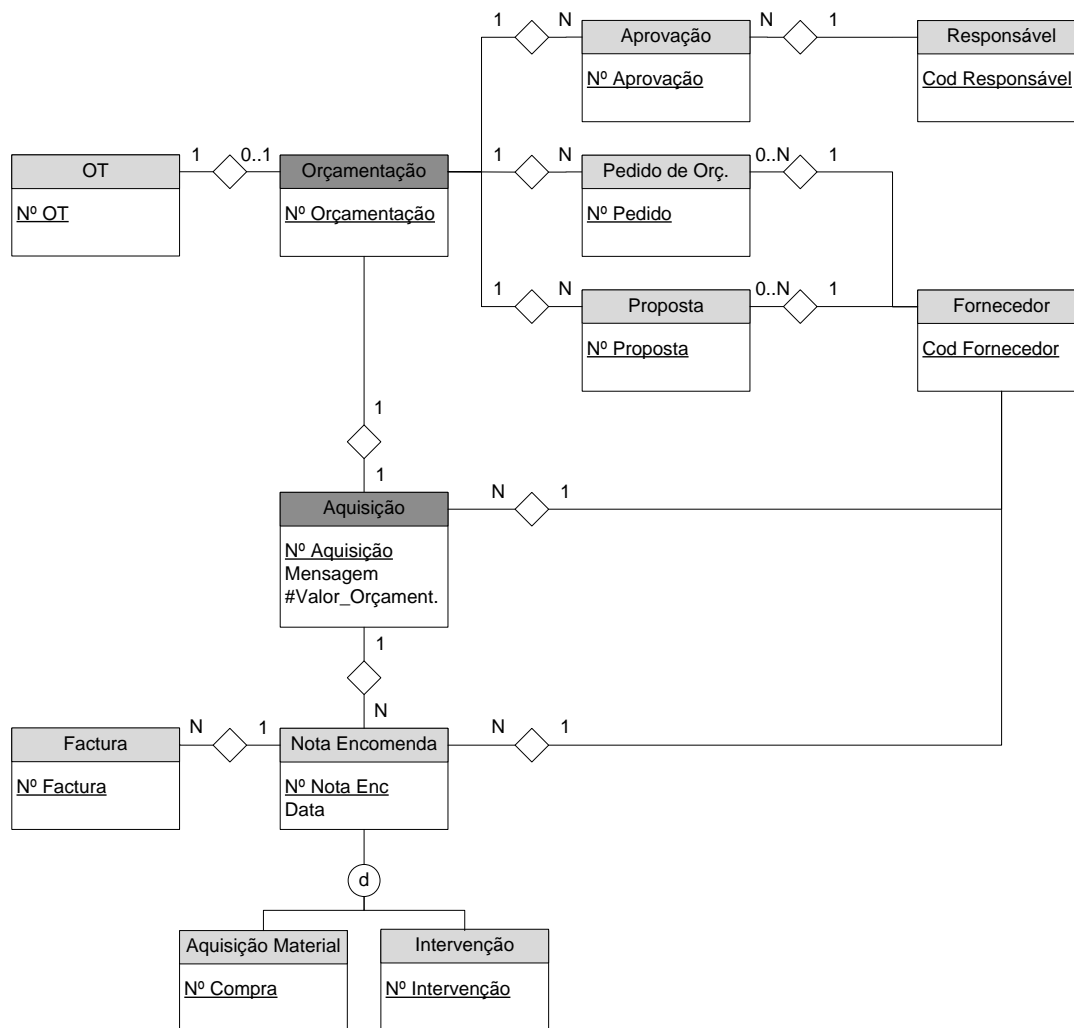 1 N Aprovação N 1 Responsável
Nº Aprovação
Cod Responsável
OT 1 0..1 Orçamentação 1 N Pedido de Orç. 0..N 1
Nº OT
Nº Orçamentação
Nº Pedido
1 N Proposta 0..N 1 Fornecedor
Nº Proposta
Cod Fornecedor
1
1
Aquisição N 1
Nº Aquisição
Mensagem
#Valor_Orçament.
1
N
Factura N 1 Nota Encomenda N 1
Nº Factura
Nº Nota Enc
Data
d
Aquisição Material
Nº Compra
Intervenção
Nº Intervenção